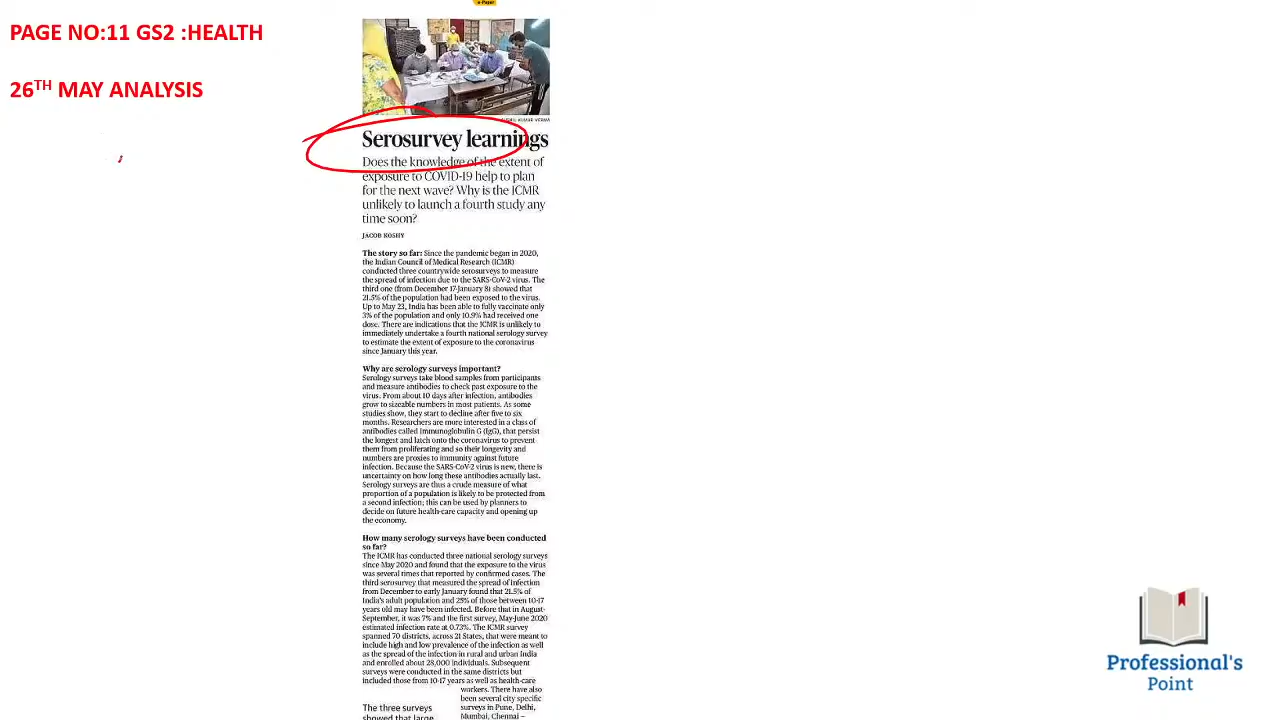 e-Paper
PAGE NO:11 GS2 :HEALTH
26TH MAY ANALYSIS
KUMAR VERMA
Serosurvey learnings
Does the knowledge of the extent of
exposure to COVID-19 help to plan
for the next wave? Why is the ICMR
unlikely to launch a fourth study any
time soon?
JACOB KOSHY
The story so far: Since the pandemic began in 2020,
the Indian Council of Medical Research (ICMR)
conducted three countrywide serosurveys to measure
the spread of infection due to the SARS-CoV-2 virus. The
third one (from December 17-January 8) showed that
21.5% of the population had been exposed to the virus.
Up to May 23, India has been able to fully vaccinate only
3% of the population and only 10.9% had received one
dose. There are indications that the ICMR is unlikely to
immediately undertake a fourth national serology survey
to estimate the extent of exposure to the coronavirus
since January this year.
Why are serology surveys important?
Serology surveys take blood samples from participants
and measure antibodies to check past exposure to the
virus. From about 10 days after infection, antibodies
grow to sizeable numbers in most patients. As some
studies show, they start to decline after five to six
months. Researchers are more interested in a class of
antibodies called Immunoglobulin G (IgG), that persist
the longest and latch onto the coronavirus to prevent
them from proliferating and so their longevity and
numbers are proxies to immunity against future
infection. Because the SARS-CoV-2 virus is new, there is
uncertainty on how long these antibodies actually last.
Serology surveys are thus a crude measure of what
proportion of a population is likely to be protected from
a second infection; this can be used by planners to
decide on future health-care capacity and opening up
the economy.
How many serology surveys have been conducted
so far?
The ICMR has conducted three national serology surveys
since May 2020 and found that the exposure to the virus
was several times that reported by confirmed cases. The
third serosurvey that measured the spread of infection
from December to early January found that 21.5% of
India's adult population and 25% of those between 10-17
years old may have been infected. Before that in August-
September, it was 7% and the first survey, May-June 2020
estimated infection rate at 0.73%. The ICMR survey
spanned 70 districts, across 21 States, that were meant to
include high and low prevalence of the infection as well
as the spread of the infection in rural and urban India
and enrolled about 28,000 individuals. Subsequent
surveys were conducted in the same districts but
included those from 10-17 years as well as health-care
workers. There have also
been several city specific
surveys in Pune, Delhi,
Mumbai, Chennai –
The three surveys
showed that large
Professional's
Point